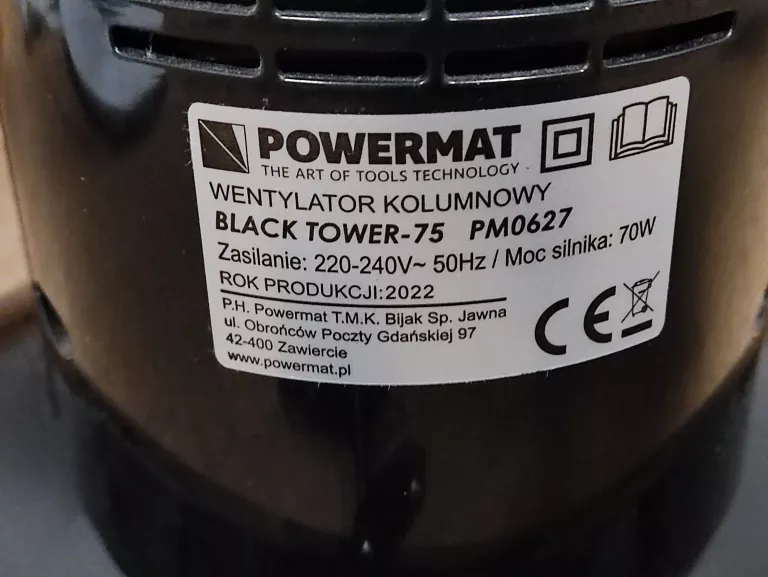 POWERMAT
THE ART OF TOOLS TECHNOLOGY
WENTYLATOR KOLUMNOWY
BLACK TOWER-75 PM0627
Zasilanie: 220-240V~ 50Hz / Moc silnika: 70W
ROK PRODUKCJI:2022
P.H. Powermat T.M.K. Bijak Sp. Jawna
ul. Obrońców Poczty Gdańskiej 97
42-400 Zawiercie
www.powermat.pl
CE